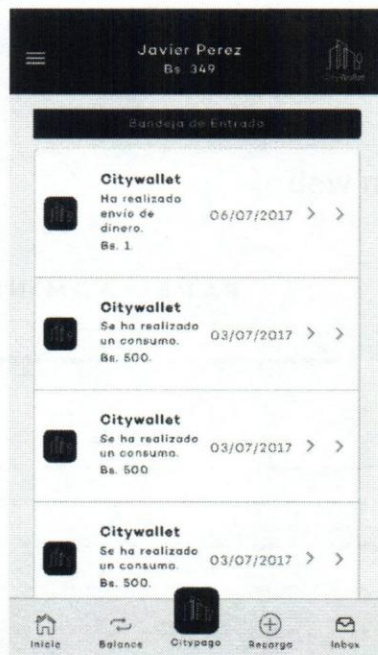 Javier Perez
Bs. 349
CityWallet
Bandeja de Entrada
Citywallet
Ha realizado
envío de
dinero.
Bs. 1.
06/07/2017
Citywallet
Se ha realizado
un consumo.
Bs. 500.
03/07/2017
Citywallet
Se ha realizado
un consumo.
Bs. 500
03/07/2017
Citywallet
Se ha realizado
un consumo.
Bs. 500.
03/07/2017
Inicio
Balance
Citypago
Recarga
Inbox